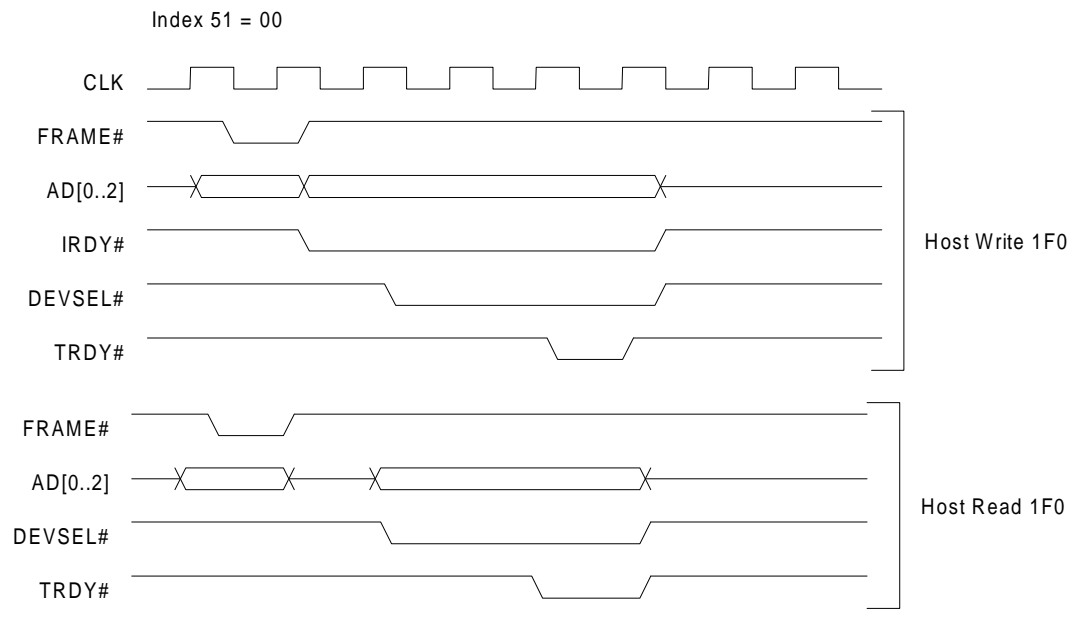 Index 51 = 00
CLK
FRAME#
AD[0..2]
IRDY#
Host Write 1F0
DEVSEL#
TRDY#
FRAME#
AD[0..2]
Host Read 1F0
DEVSEL#
TRDY#